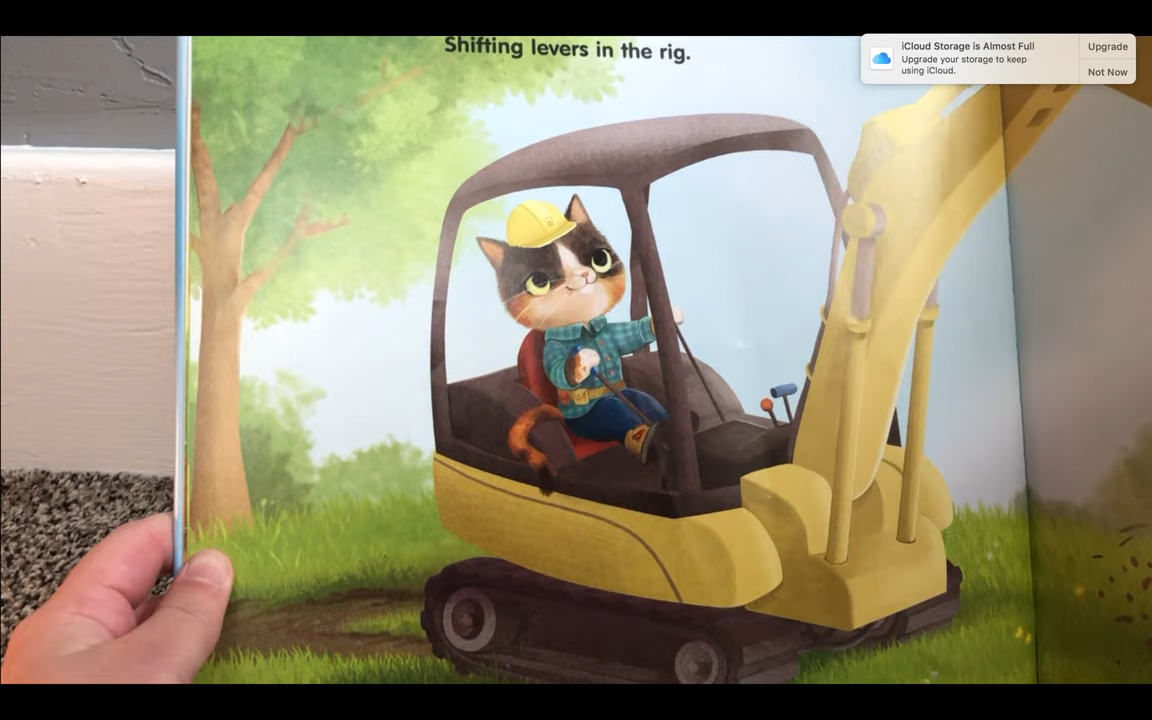 Shifting levers in the rig.
iCloud Storage is Almost Full
Upgrade your storage to keep
using iCloud.
Upgrade
Not Now